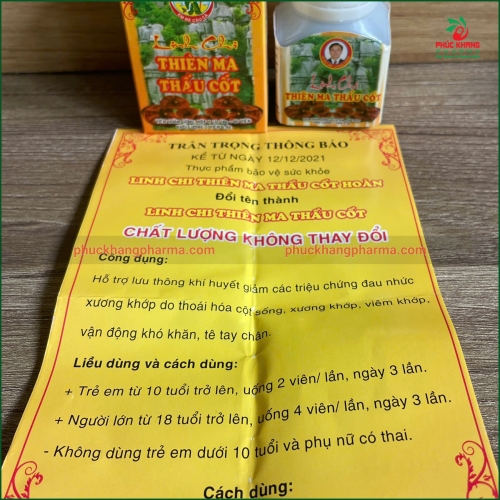 PHÚC KHANG
Linh Chi
THIÊN MA
THẤU CỐT
Linh Chi
THIÊN MA THẤU CỐT
TRÂN TRỌNG THÔNG BÁO
KỂ TỪ NGÀY 12/12/2021
Thực phẩm bảo vệ sức khỏe
LINH CHI THIÊN MA THẤU CỐT HOÀN
Đổi tên thành
LINH CHI THIÊN MA THẤU CỐT
CHẤT LƯỢNG KHÔNG THAY ĐỔI
phuckhangpharma.com phuckhangpharma.com
Công dụng:
Hỗ trợ lưu thông khí huyết giảm các triệu chứng đau nhức
xương khớp do thoái hóa cột sống, xương khớp, viêm khớp,
vận động khó khăn, tê tay chân.
Liều dùng và cách dùng:
+ Trẻ em từ 10 tuổi trở lên, uống 2 viên/ lần, ngày 3 lần.
+ Người lớn từ 18 tuổi trở lên, uống 4 viên/ lần, ngày 3 lần.
- Không dùng trẻ em dưới 10 tuổi và phụ nữ có thai.
Cách dùng: